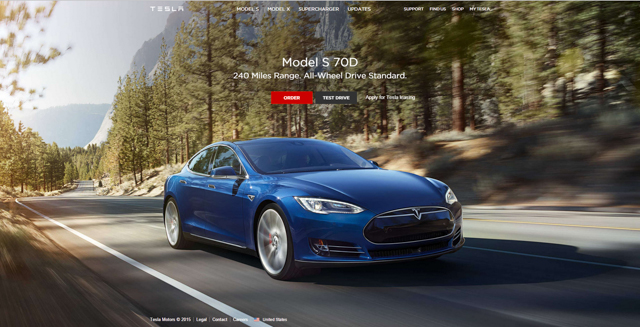 TESLA MODEL S MODEL X SUPERCHARGER UPDATES SUPPORT FIND US SHOP MY TESLA
Model S 70D
240 Miles Range. All-Wheel Drive Standard.
ORDER TEST DRIVE Apply for Tesla leasing
Tesla Motors © 2015 Legal Contact Careers United States